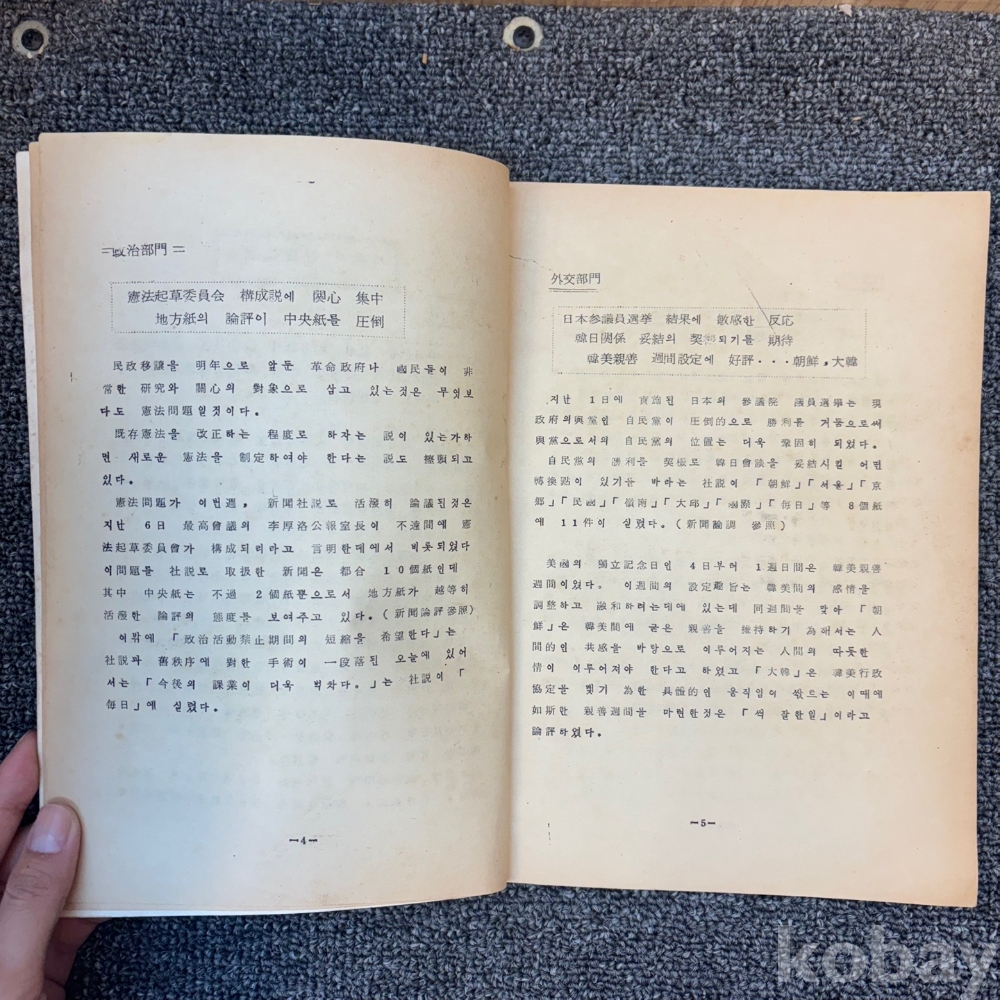 =政治部門=
憲法起草委員会 構成説에 関心 集中
地方紙의 論評이 中央紙를 圧倒
民政移譲을 明年으로 앞둔 革命政府나 國民들이 非
常한 研究와 關心의 對象으로 삼고 있는것은 무엇보
다도 憲法問題일것이다.
既存憲法을 改正하는 程度로 하자는 説이 있는가하
면 새로운 憲法을 制定하여야 한다는 説도 擡頭되고
있다.
憲法問題가 이번週, 新聞社説로 活潑히 論議된것은
지난 6日 最高會議의 李厚洛公報室長이 不遠間에 憲
法起草委員會가 構成되리라고 言明한데에서 비롯되었다
이問題를 社説로 取扱한 新聞은 都合 10個紙인데
其中 中央紙는 不過 2個紙뿐으로서 地方紙가 越等히
活潑한 論評의 態度를 보여주고 있다.(新聞論評參照)
이밖에 「政治活動禁止期間의 短縮을 希望한다」는
社説과 舊秩序에 對한 手術이 一段落된 오늘에 있어
서는 「今後의 課業이 더욱 벅차다。」는 社説이 「
每日」에 실렸다.
-4-
外交部門
日本参議員選挙 結果에 敏感한 反応
韓日関係 妥結의 契機되기를 期待
韓美親善 週間設定에 好評・・・朝鮮,大韓
지난 1日에 實施된 日本의 參議院 議員選擧는 現
政府의與黨인 自民黨이 圧倒的으로 勝利를 거둠으로써
與黨으로서의 自民黨의 位置는 더욱 鞏固히 되었다.
自民黨의 勝利를 契機로 韓日會談을 妥結시킬 어떤
轉換點이 있기를 바라는 社説이 「朝鮮」「서울」「京
郷」「民國」「嶺南」「大邱」「國際」「每日」等 8個紙
에 11件이 실렸다.(新聞論調 參照)
美國의 獨立記念日인 4日부터 1週日間은 韓美親善
週間이었다. 이週間의 設定趣旨는 韓美間의 感情을
調整하고 融和하려는데에 있는데 同週間을 맞아 「朝
鮮」은 韓美間에 굳은 親善을 維持하기 為해서는 人
間的인 共感을 바탕으로 이루어지는 人間의 따뜻한
情이 이루어져야 한다고 하였고 「大韓」은 韓美行政
協定을 맺기 為한 具體的인 움직임이 싹트는 이때에
如斯한 親善週間을 마련한것은 「썩 잘한일」이라고
論評하였다.
-5-
kobay